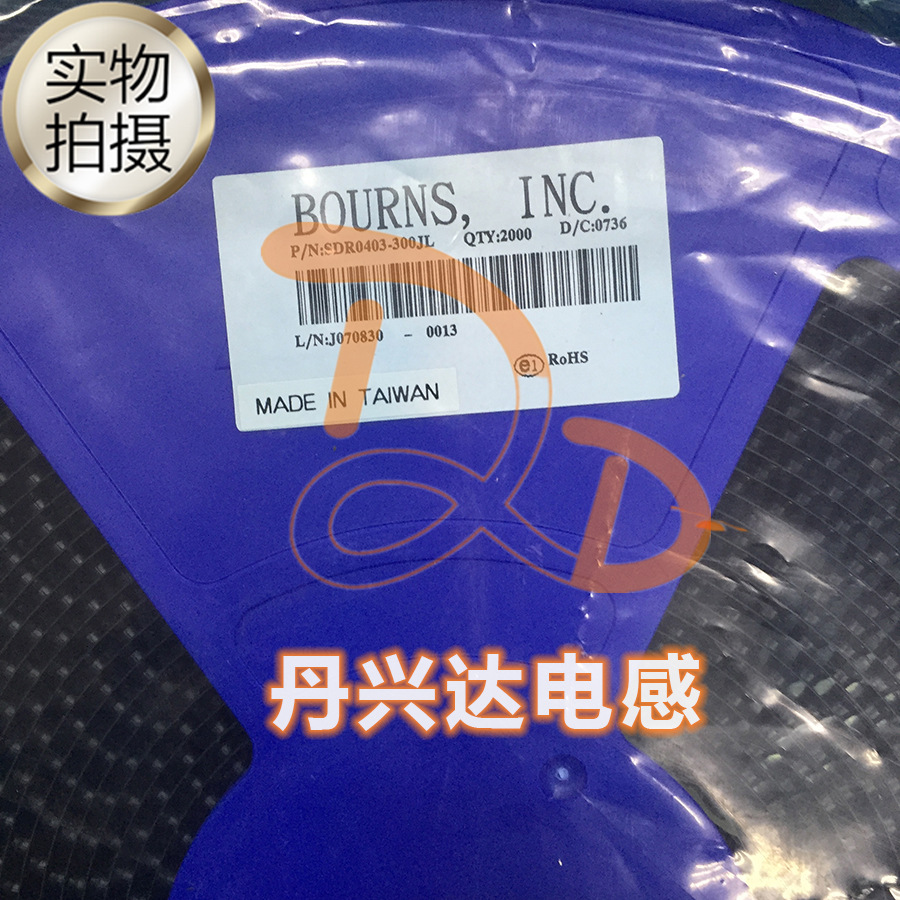 实物
拍摄
BOURNS, INC.
P/N:SDR0403-300JL QTY:2000 D/C:0736
L/N:J070830 - 0013
e1 RoHS
MADE IN TAIWAN
丹兴达电感